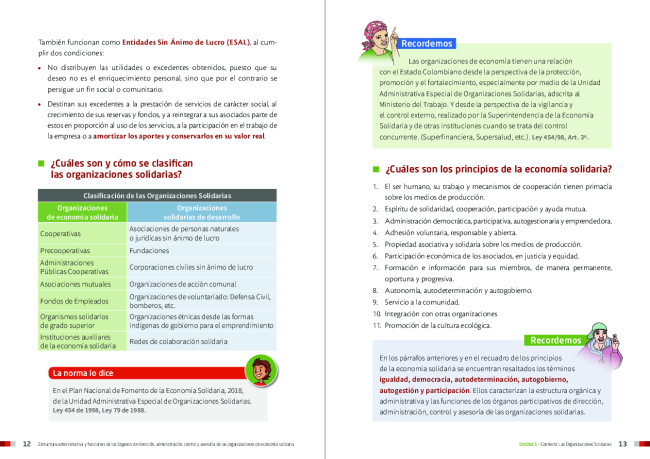 También funcionan como Entidades Sin Ánimo de Lucro (ESAL), al cum-
plir dos condiciones:
• No distribuyen las utilidades o excedentes obtenidos, puesto que su
deseo no es el enriquecimiento personal, sino que por el contrario se
persigue un fin social o comunitario.
• Destinan sus excedentes a la prestación de servicios de carácter social, al
crecimiento de sus reservas y fondos, y a reintegrar a sus asociados parte de
estos en proporción al uso de los servicios, a la participación en el trabajo de
la empresa o a amortizar los aportes y conservarlos en su valor real.
¿Cuáles son y cómo se clasifican
las organizaciones solidarias?
Clasificación de las Organizaciones Solidarias
Organizaciones
de economía solidaria
Organizaciones
solidarias de desarrollo
Cooperativas
Asociaciones de personas naturales
o jurídicas sin ánimo de lucro
Precooperativas
Fundaciones
Administraciones
Públicas Cooperativas
Corporaciones civiles sin ánimo de lucro
Asociaciones mutuales
Organizaciones de acción comunal
Fondos de Empleados
Organizaciones de voluntariado: Defensa Civil,
bomberos, etc.
Organismos solidarios
de grado superior
Organizaciones étnicas desde las formas
indígenas de gobierno para el emprendimiento
Instituciones auxiliares
de la economía solidaria
Redes de colaboración solidaria
La norma lo dice
En el Plan Nacional de Fomento de la Economía Solidaria, 2018,
de la Unidad Administrativa Especial de Organizaciones Solidarias.
Ley 454 de 1998, Ley 79 de 1988.
12 Estructura administrativa y funciones de los órganos de dirección, administración, control y asesoría de las organizaciones de economía solidaria
Recordemos
Las organizaciones de economía tienen una relación
con el Estado Colombiano desde la perspectiva de la protección,
promoción y el fortalecimiento, especialmente por medio de la Unidad
Administrativa Especial de Organizaciones Solidarias, adscrita al
Ministerio del Trabajo. Y desde la perspectiva de la vigilancia y
el control externo, realizado por la Superintendencia de la Economía
Solidaria y de otras instituciones cuando se trata del control
concurrente. (Superfinanciera, Supersalud, etc.). Ley 454/98, Art. 3º.
¿Cuáles son los principios de la economía solidaria?
1. El ser humano, su trabajo y mecanismos de cooperación tienen primacía
sobre los medios de producción.
2. Espíritu de solidaridad, cooperación, participación y ayuda mutua.
3. Administración democrática, participativa, autogestionaria y emprendedora.
4. Adhesión voluntaria, responsable y abierta.
5. Propiedad asociativa y solidaria sobre los medios de producción.
6. Participación económica de los asociados, en justicia y equidad.
7. Formación e información para sus miembros, de manera permanente,
oportuna y progresiva.
8. Autonomía, autodeterminación y autogobierno.
9. Servicio a la comunidad.
10. Integración con otras organizaciones
11. Promoción de la cultura ecológica.
Recordemos
En los párrafos anteriores y en el recuadro de los principios
de la economía solidaria se encuentran resaltados los términos
igualdad, democracia, autodeterminación, autogobierno,
autogestión y participación. Ellos caracterizan la estructura orgánica y
administrativa y las funciones de los órganos participativos de dirección,
administración, control y asesoría de las organizaciones solidarias.
Unidad 1 - Contexto: Las Organizaciones Solidarias 13